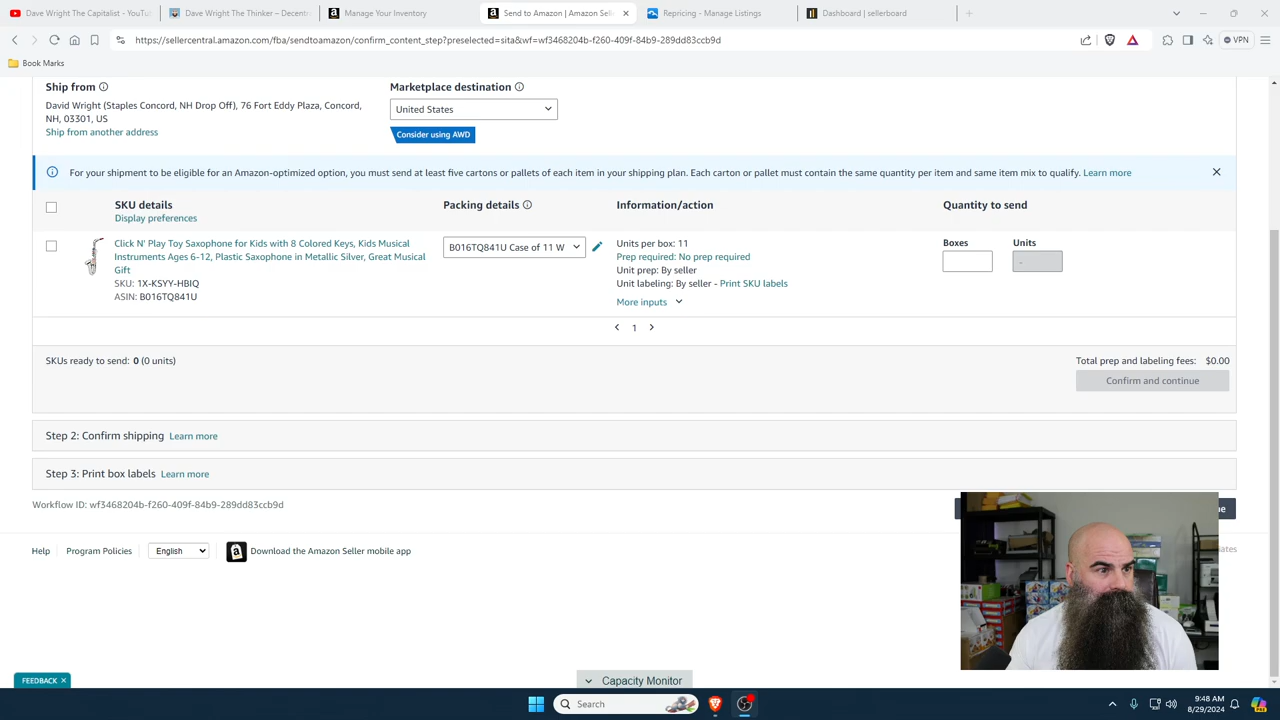 Dave Wright The Capitalist - YouTu
Dave Wright The Thinker – Decentr
Manage Your Inventory
Send to Amazon | Amazon Sell
Repricing - Manage Listings
Dashboard | sellerboard
https://sellercentral.amazon.com/fba/sendtoamazon/confirm_content_step?preselected=sita&wf=wf3468204b-f260-409f-84b9-289dd83ccb9d
VPN
Book Marks
Ship from
Marketplace destination
David Wright (Staples Concord, NH Drop Off), 76 Fort Eddy Plaza, Concord,
NH, 03301, US
United States
Ship from another address
Consider using AWD
For your shipment to be eligible for an Amazon-optimized option, you must send at least five cartons or pallets of each item in your shipping plan. Each carton or pallet must contain the same quantity per item and same item mix to qualify. Learn more
SKU details
Packing details
Information/action
Quantity to send
Display preferences
Click N' Play Toy Saxophone for Kids with 8 Colored Keys, Kids Musical
Instruments Ages 6-12, Plastic Saxophone in Metallic Silver, Great Musical
Gift
SKU: 1X-KSYY-HBIQ
ASIN: B016TQ841U
B016TQ841U Case of 11 W
Units per box: 11
Prep required: No prep required
Unit prep: By seller
Unit labeling: By seller - Print SKU labels
More inputs
Boxes
Units
-
1
SKUs ready to send: 0 (0 units)
Total prep and labeling fees: $0.00
Confirm and continue
Step 2: Confirm shipping Learn more
Step 3: Print box labels Learn more
Workflow ID: wf3468204b-f260-409f-84b9-289dd83ccb9d
Help
Program Policies
English
Download the Amazon Seller mobile app
FEEDBACK
Capacity Monitor
Search
9:48 AM
8/29/2024